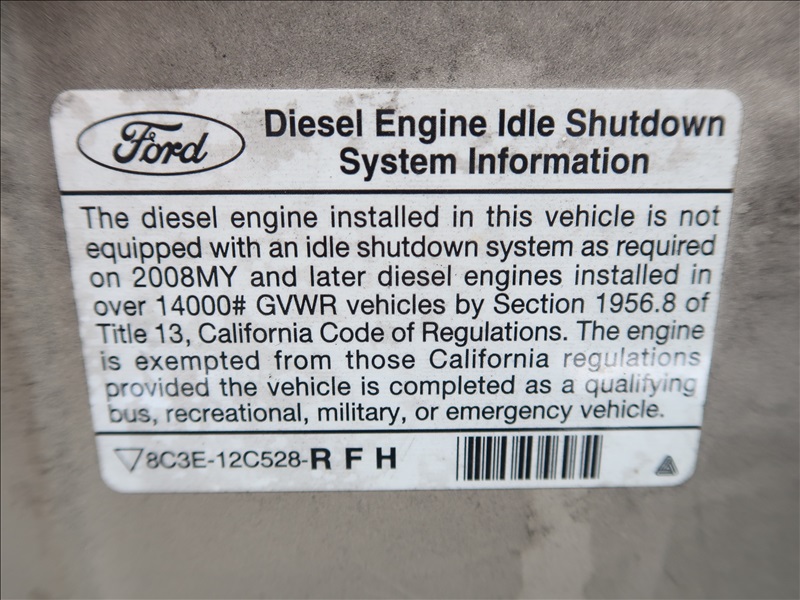 Ford
Diesel Engine Idle Shutdown
System Information
The diesel engine installed in this vehicle is not
equipped with an idle shutdown system as required
on 2008MY and later diesel engines installed in
over 14000# GVWR vehicles by Section 1956.8 of
Title 13, California Code of Regulations. The engine
is exempted from those California regulations
provided the vehicle is completed as a qualifying
bus, recreational, military, or emergency vehicle.
8C3E-12C528-R F H